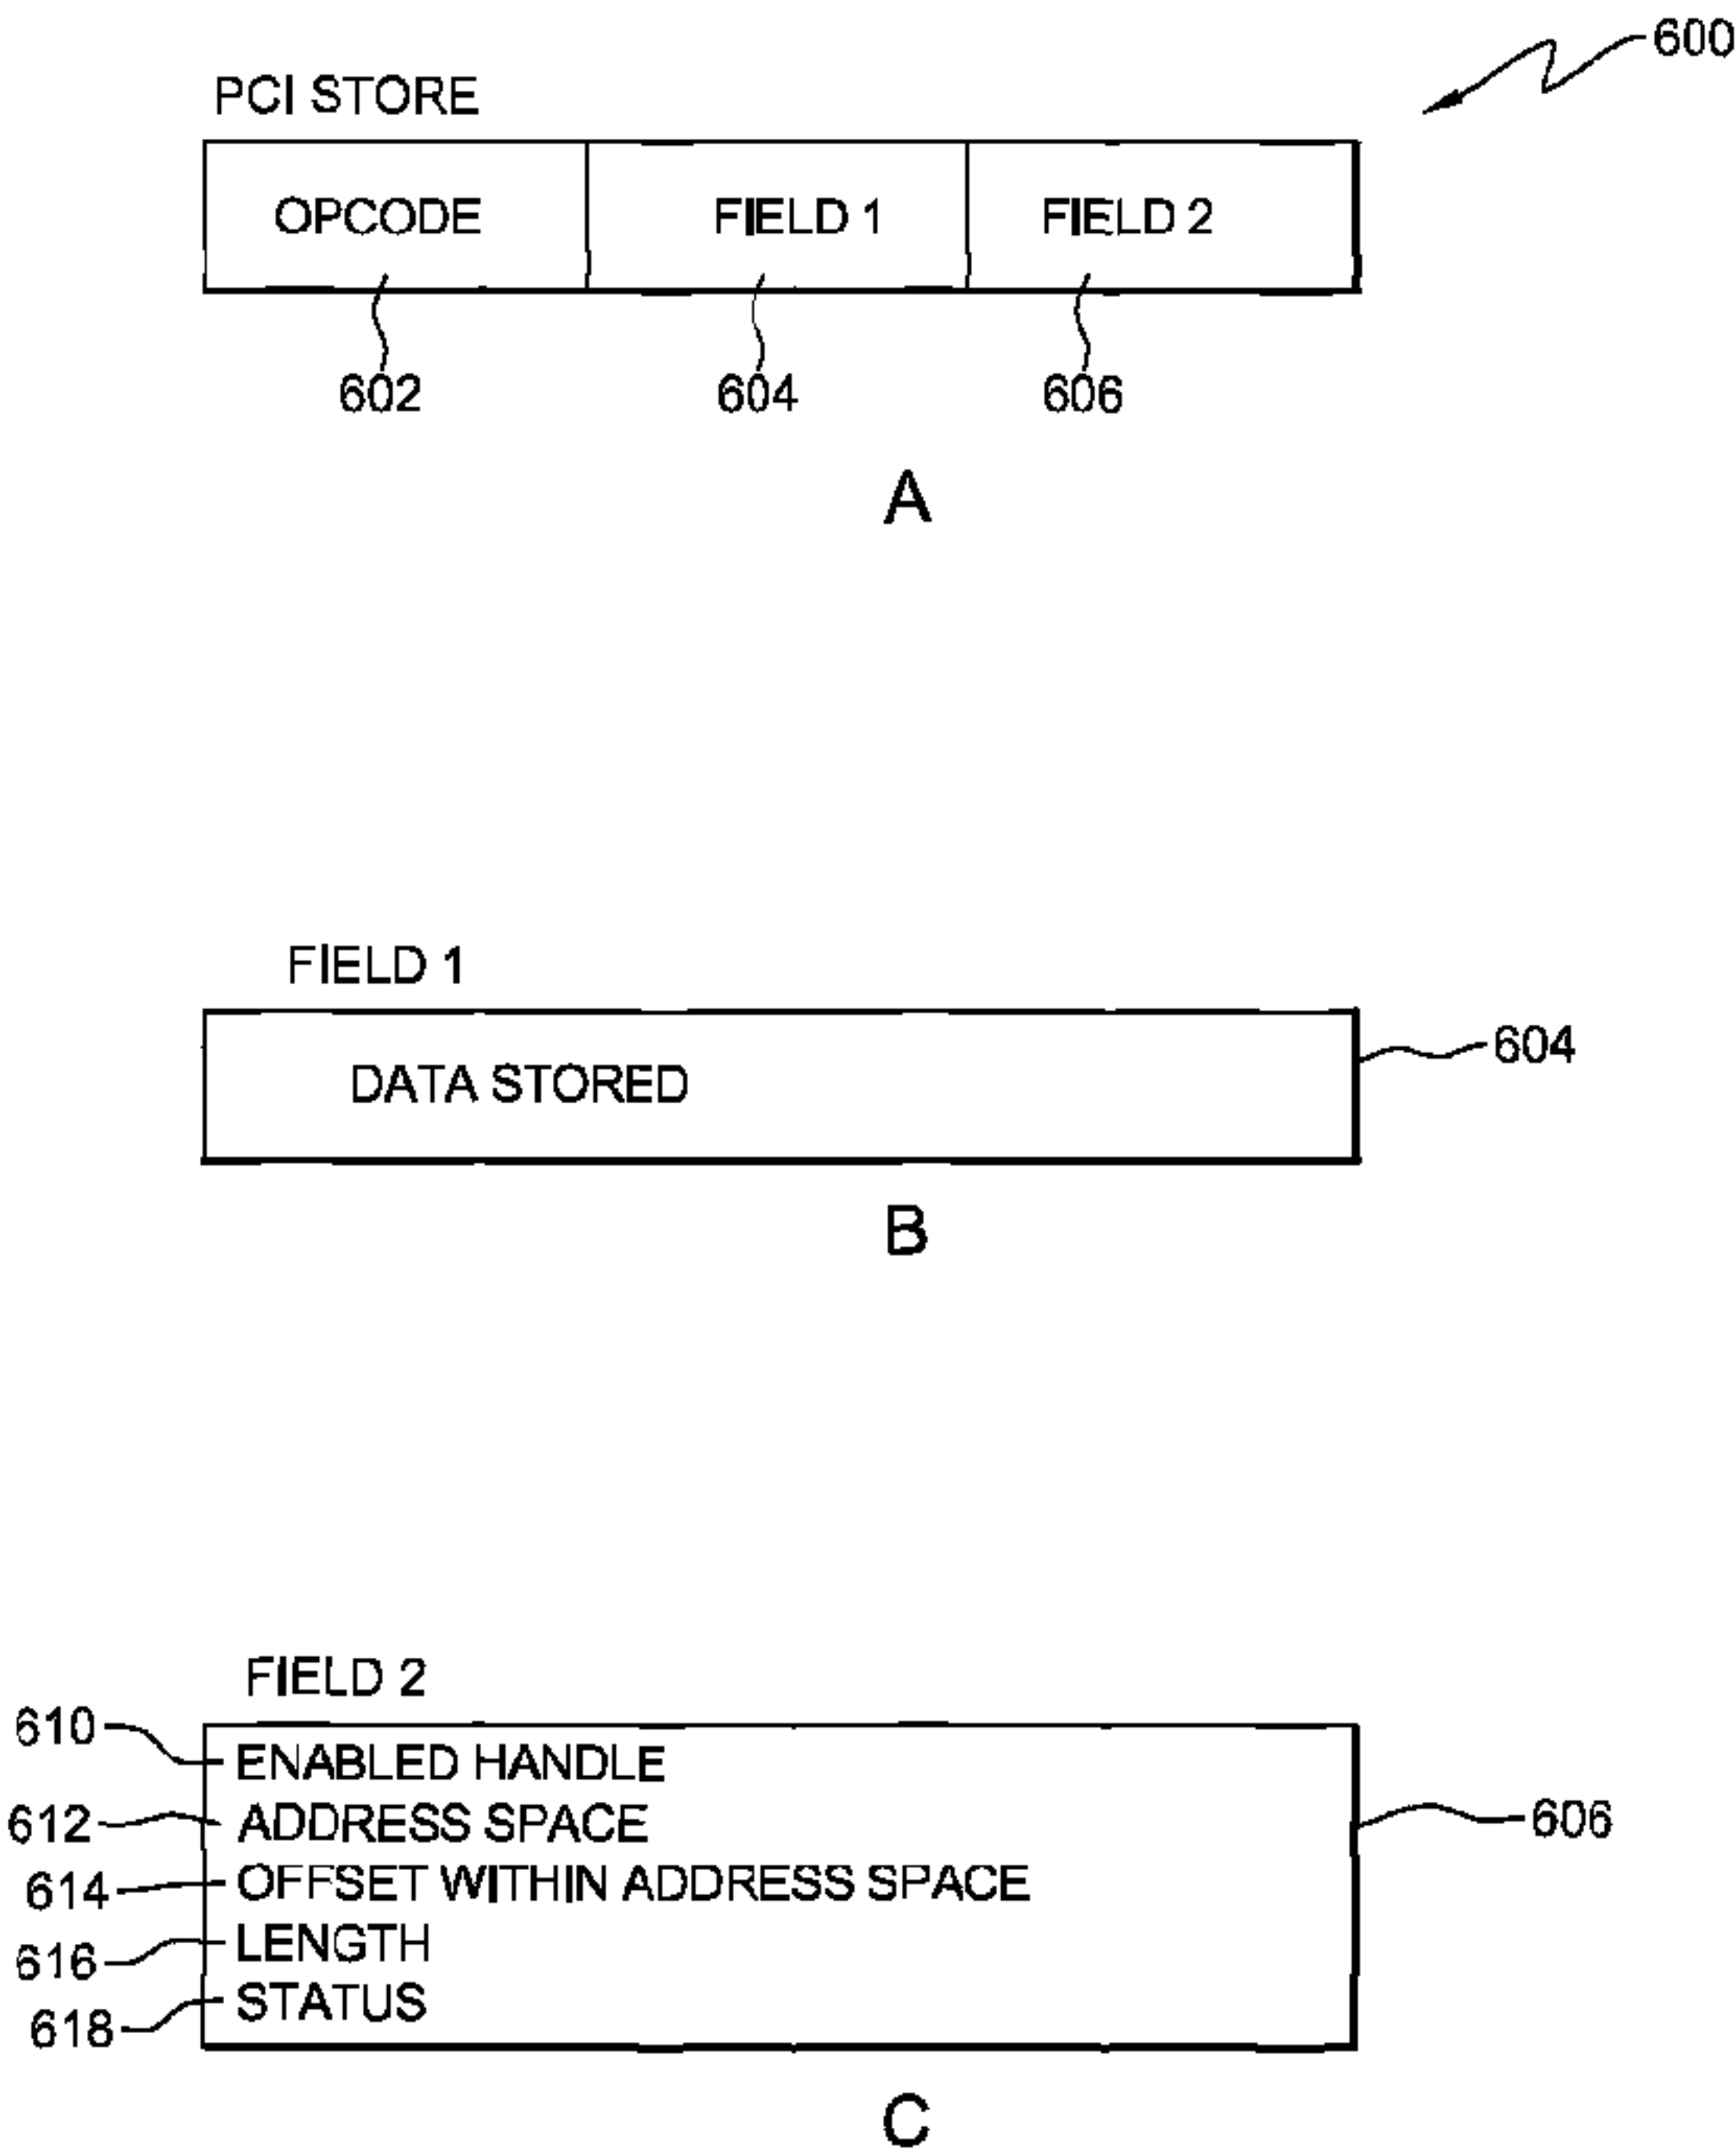 600
PCI STORE
OPCODE FIELD 1 FIELD 2
602 604 606
A
FIELD 1
DATA STORED
604
B
FIELD 2
610 ENABLED HANDLE
612 ADDRESS SPACE 606
614 OFFSET WITHIN ADDRESS SPACE
616 LENGTH
618 STATUS
C